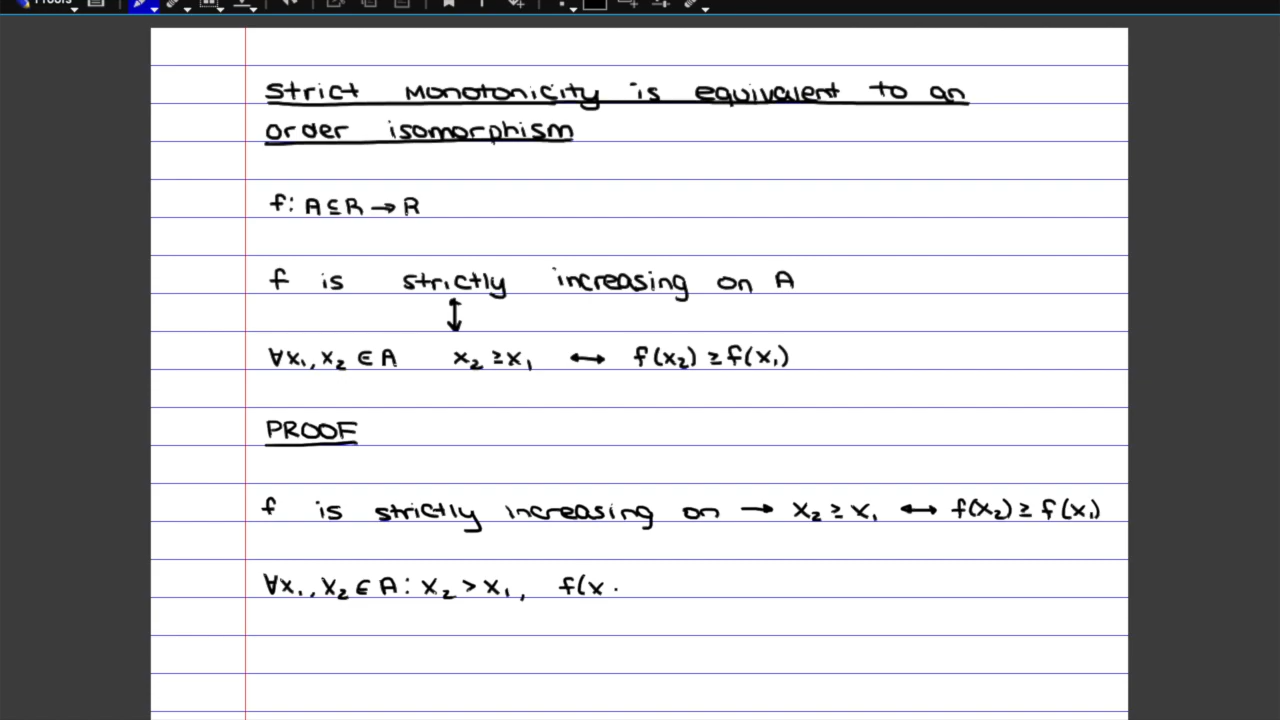 Proofs
Strict Monotonicity is equivalent to an
order isomorphism
f: A ⊆ R → R
f is strictly increasing on A
↕
∀x₁, x₂ ∈ A x₂ ≥ x₁ ↔ f(x₂) ≥ f(x₁)
PROOF
f is strictly increasing on → x₂ ≥ x₁ ↔ f(x₂) ≥ f(x₁)
∀x₁, x₂ ∈ A: x₂ > x₁, f(x